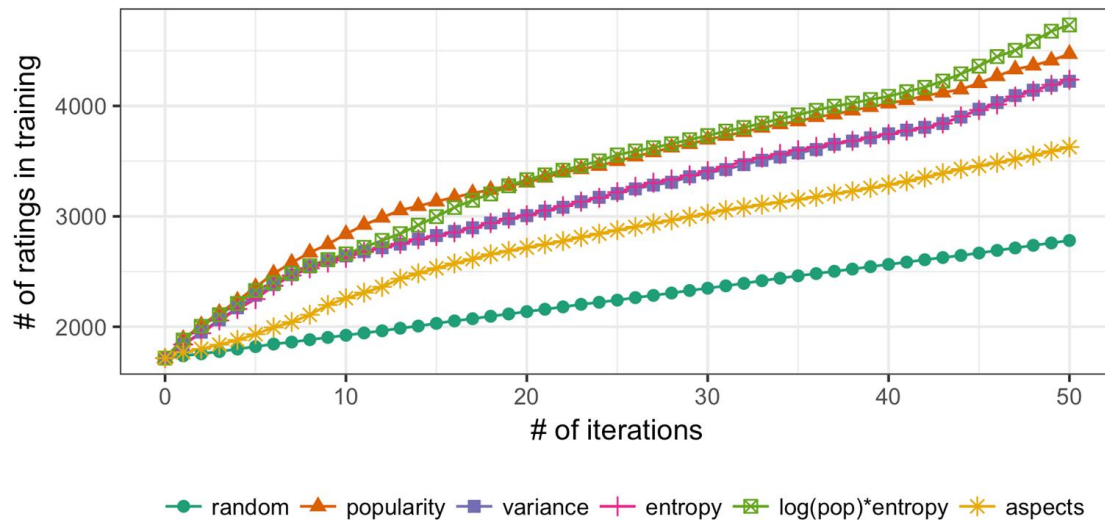 # of ratings in training
4000
3000
2000
0 10 20 30 40 50
# of iterations
random popularity variance entropy log(pop)*entropy aspects